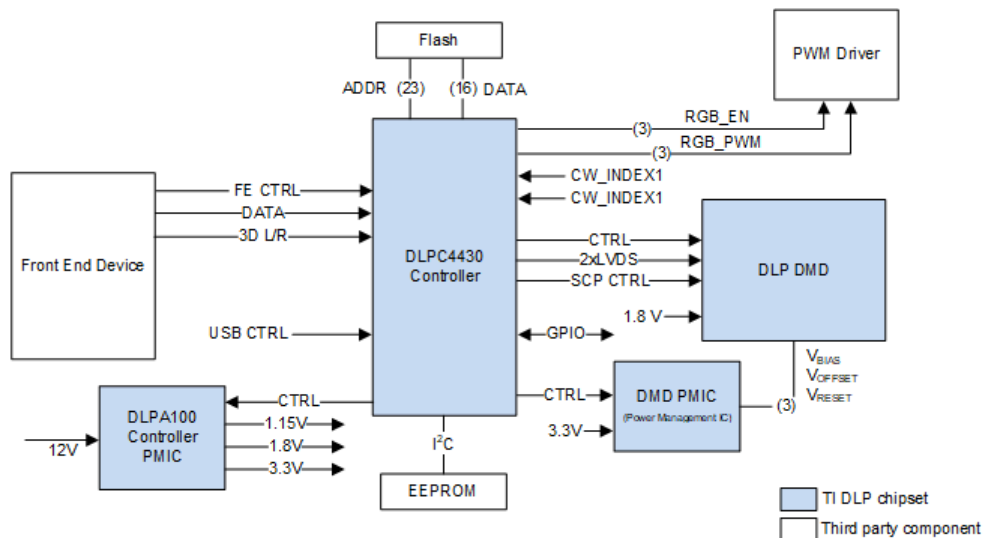 Flash
PWM Driver
ADDR (23)
(16) DATA
RGB_EN
(3)
RGB_PWM
(3)
Front End Device
FE CTRL
DATA
3D L/R
USB CTRL
DLPC4430
Controller
CW_INDEX1
CW_INDEX1
CTRL
2xLVDS
SCP CTRL
1.8 V
DLP DMD
GPIO
VBIAS
VOFFSET
VRESET
(3)
CTRL
3.3V
DMD PMIC
(Power Management IC)
12V
DLPA100
Controller
PMIC
CTRL
1.15V
1.8V
3.3V
I²C
EEPROM
TI DLP chipset
Third party component